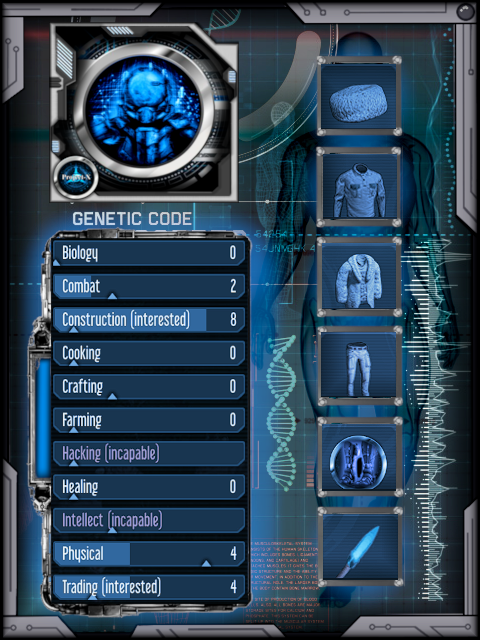 Proxyl-X
GENETIC CODE
Biology 0
Combat 2
Construction (interested) 8
Cooking 0
Crafting 0
Farming 0
Hacking (incapable)
Healing 0
Intellect (incapable)
Physical 4
Trading (interested) 4